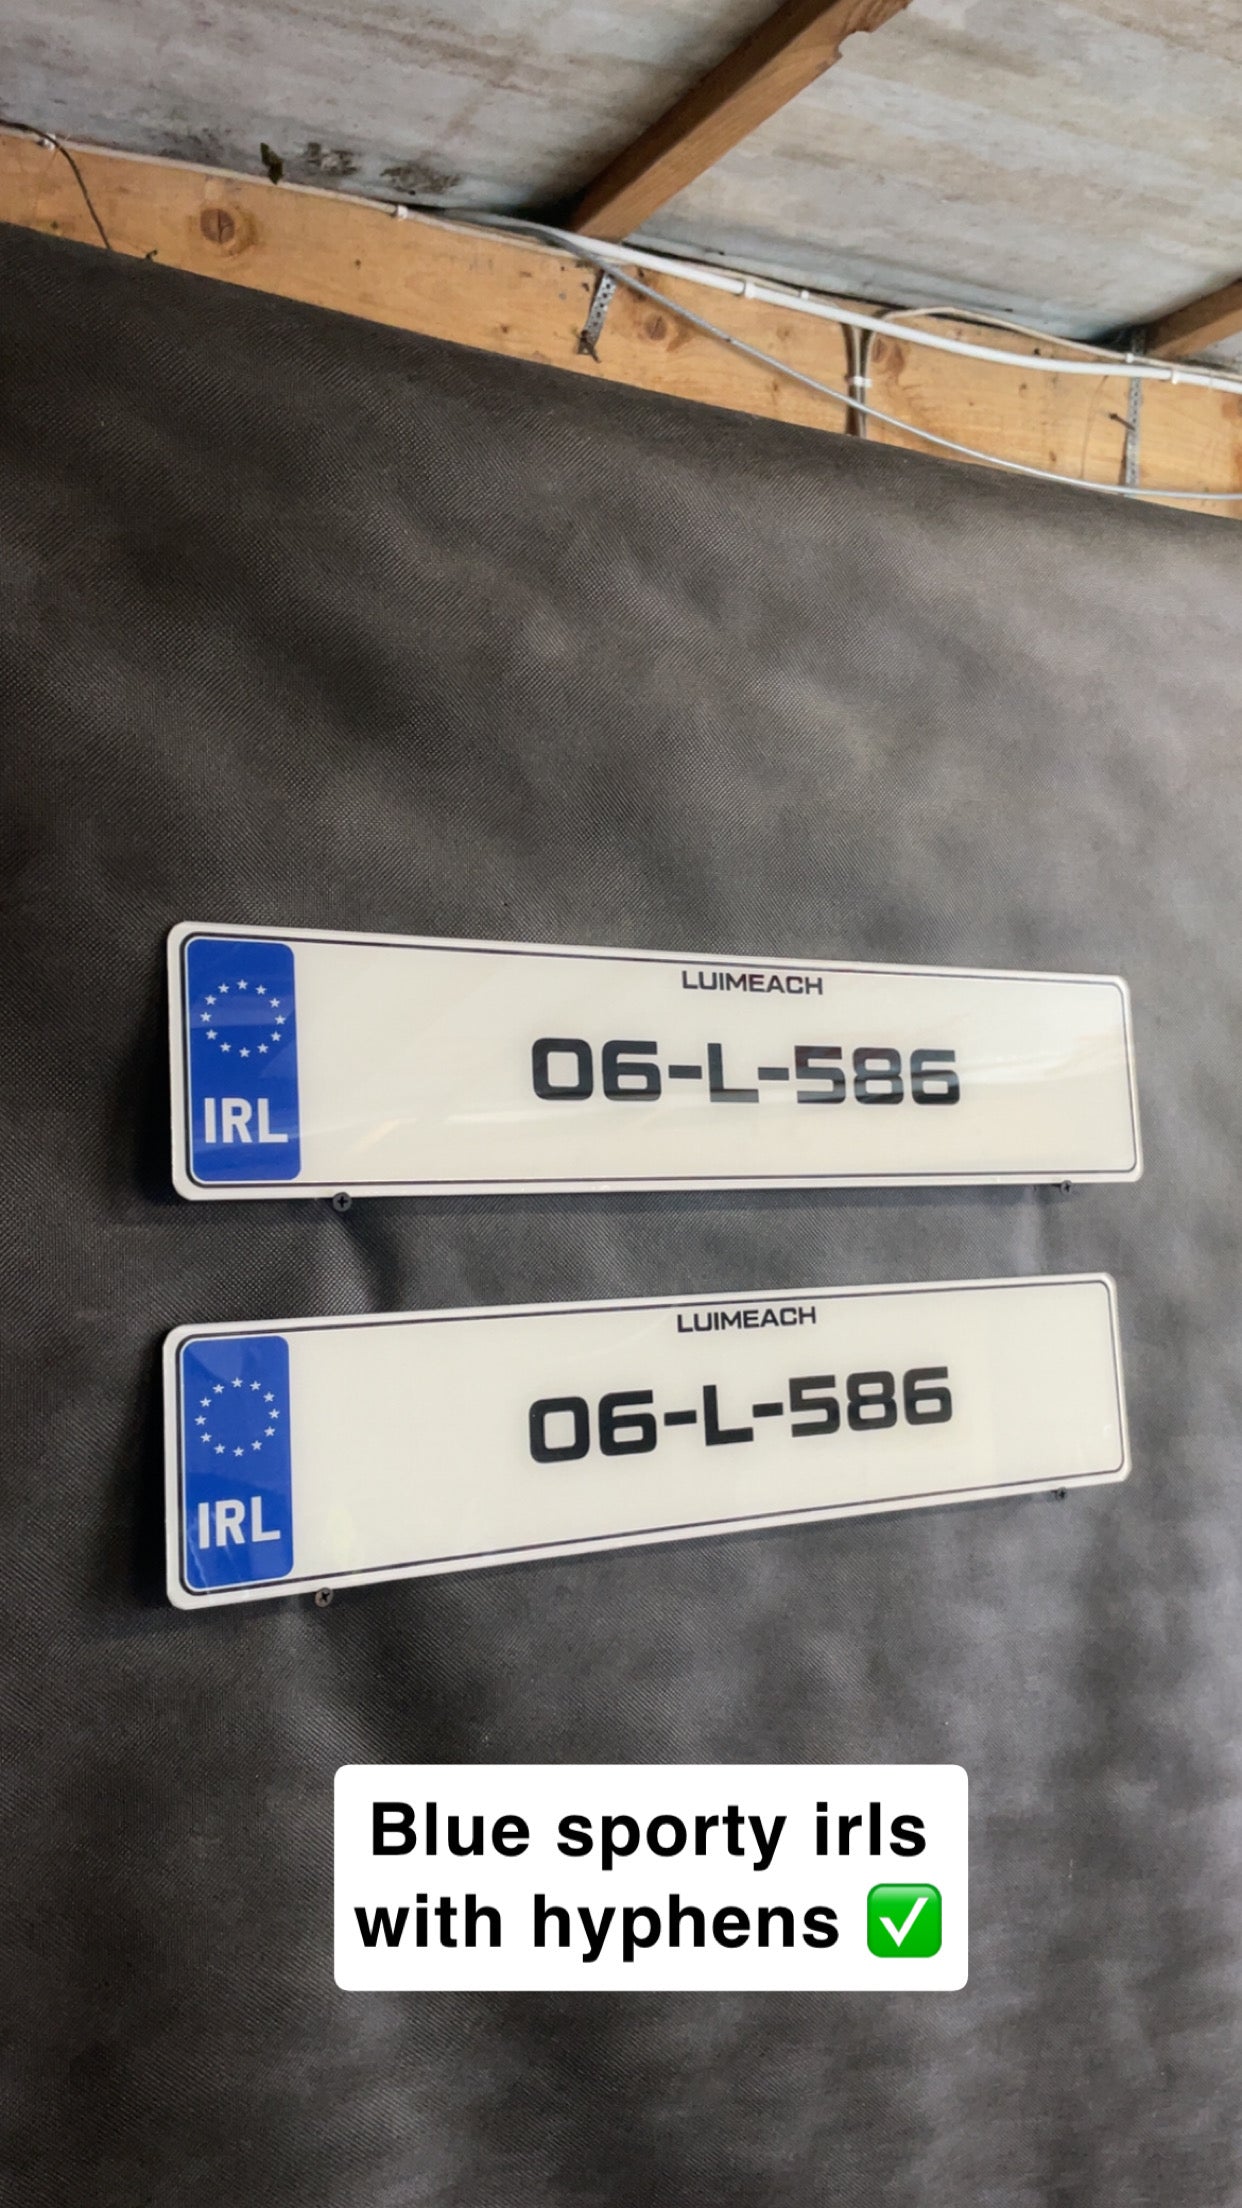 LUIMEACH
IRL
06-L-586
LUIMEACH
IRL
06-L-586
Blue sporty irls
with hyphens ✅